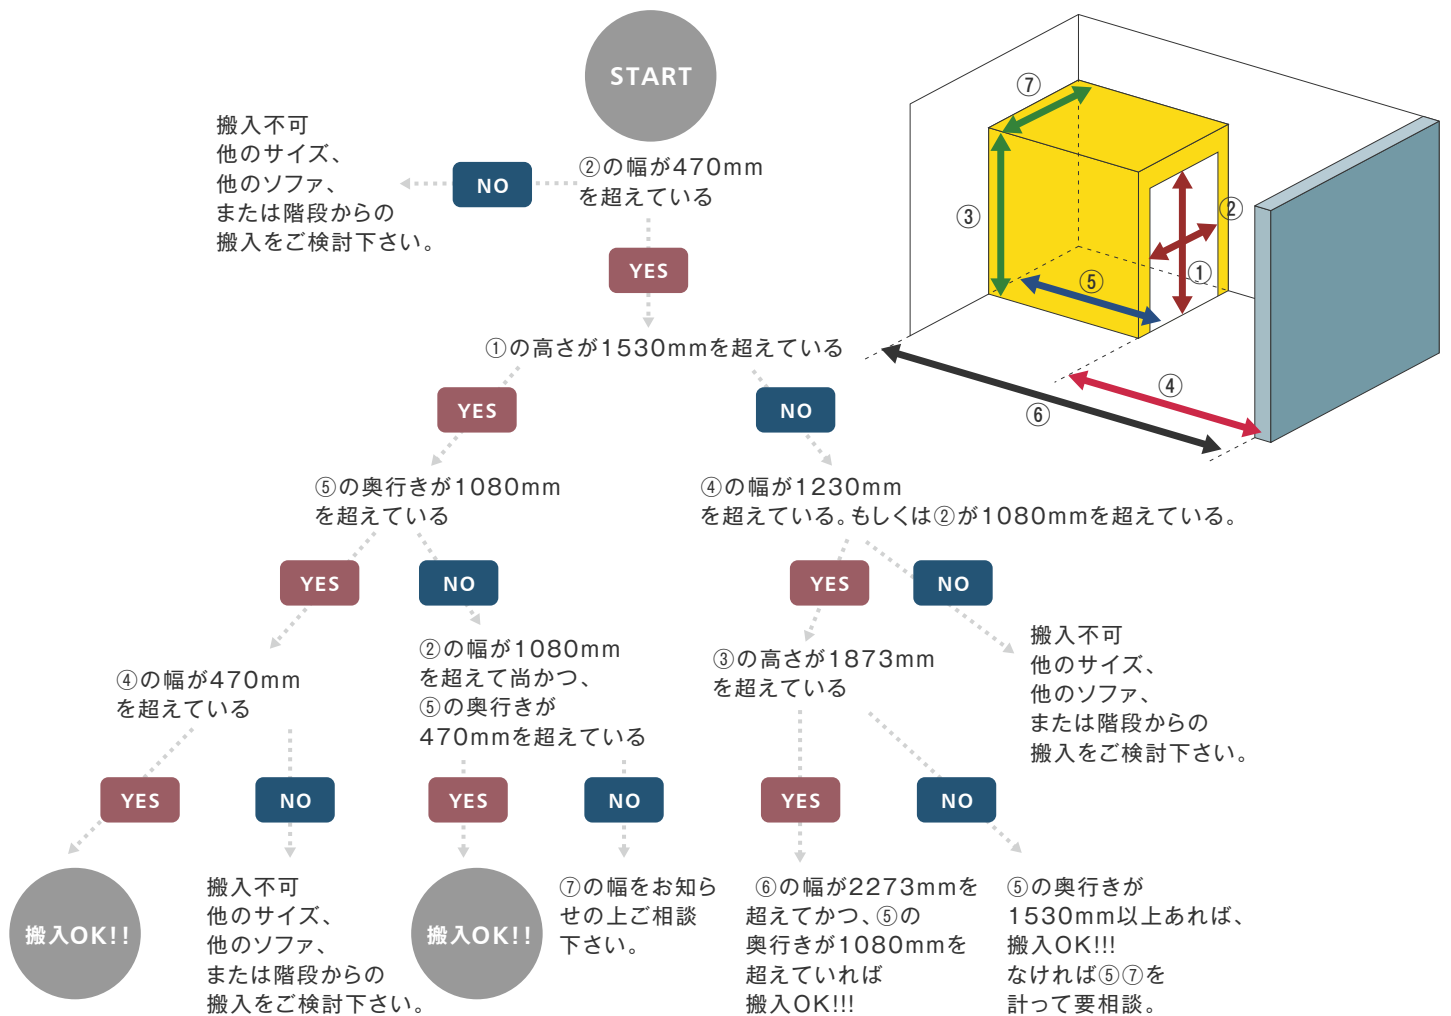 START
②の幅が470mm
を超えている
NO
搬入不可
他のサイズ、
他のソファ、
または階段からの
搬入をご検討下さい。
YES
①の高さが1530mmを超えている
YES
NO
⑤の奥行きが1080mm
を超えている
④の幅が1230mm
を超えている。もしくは②が1080mmを超えている。
YES
NO
YES
NO
④の幅が470mm
を超えている
②の幅が1080mm
を超えて尚かつ、
⑤の奥行きが
470mmを超えている
③の高さが1873mm
を超えている
搬入不可
他のサイズ、
他のソファ、
または階段からの
搬入をご検討下さい。
YES
NO
YES
NO
YES
NO
搬入OK!!
搬入不可
他のサイズ、
他のソファ、
または階段からの
搬入をご検討下さい。
搬入OK!!
⑦の幅をお知ら
せの上ご相談
下さい。
⑥の幅が2273mmを
超えてかつ、⑤の
奥行きが1080mmを
超えていれば
搬入OK!!!
⑤の奥行きが
1530mm以上あれば、
搬入OK!!!
なければ⑤⑦を
計って要相談。
⑦
③
②
①
⑤
④
⑥